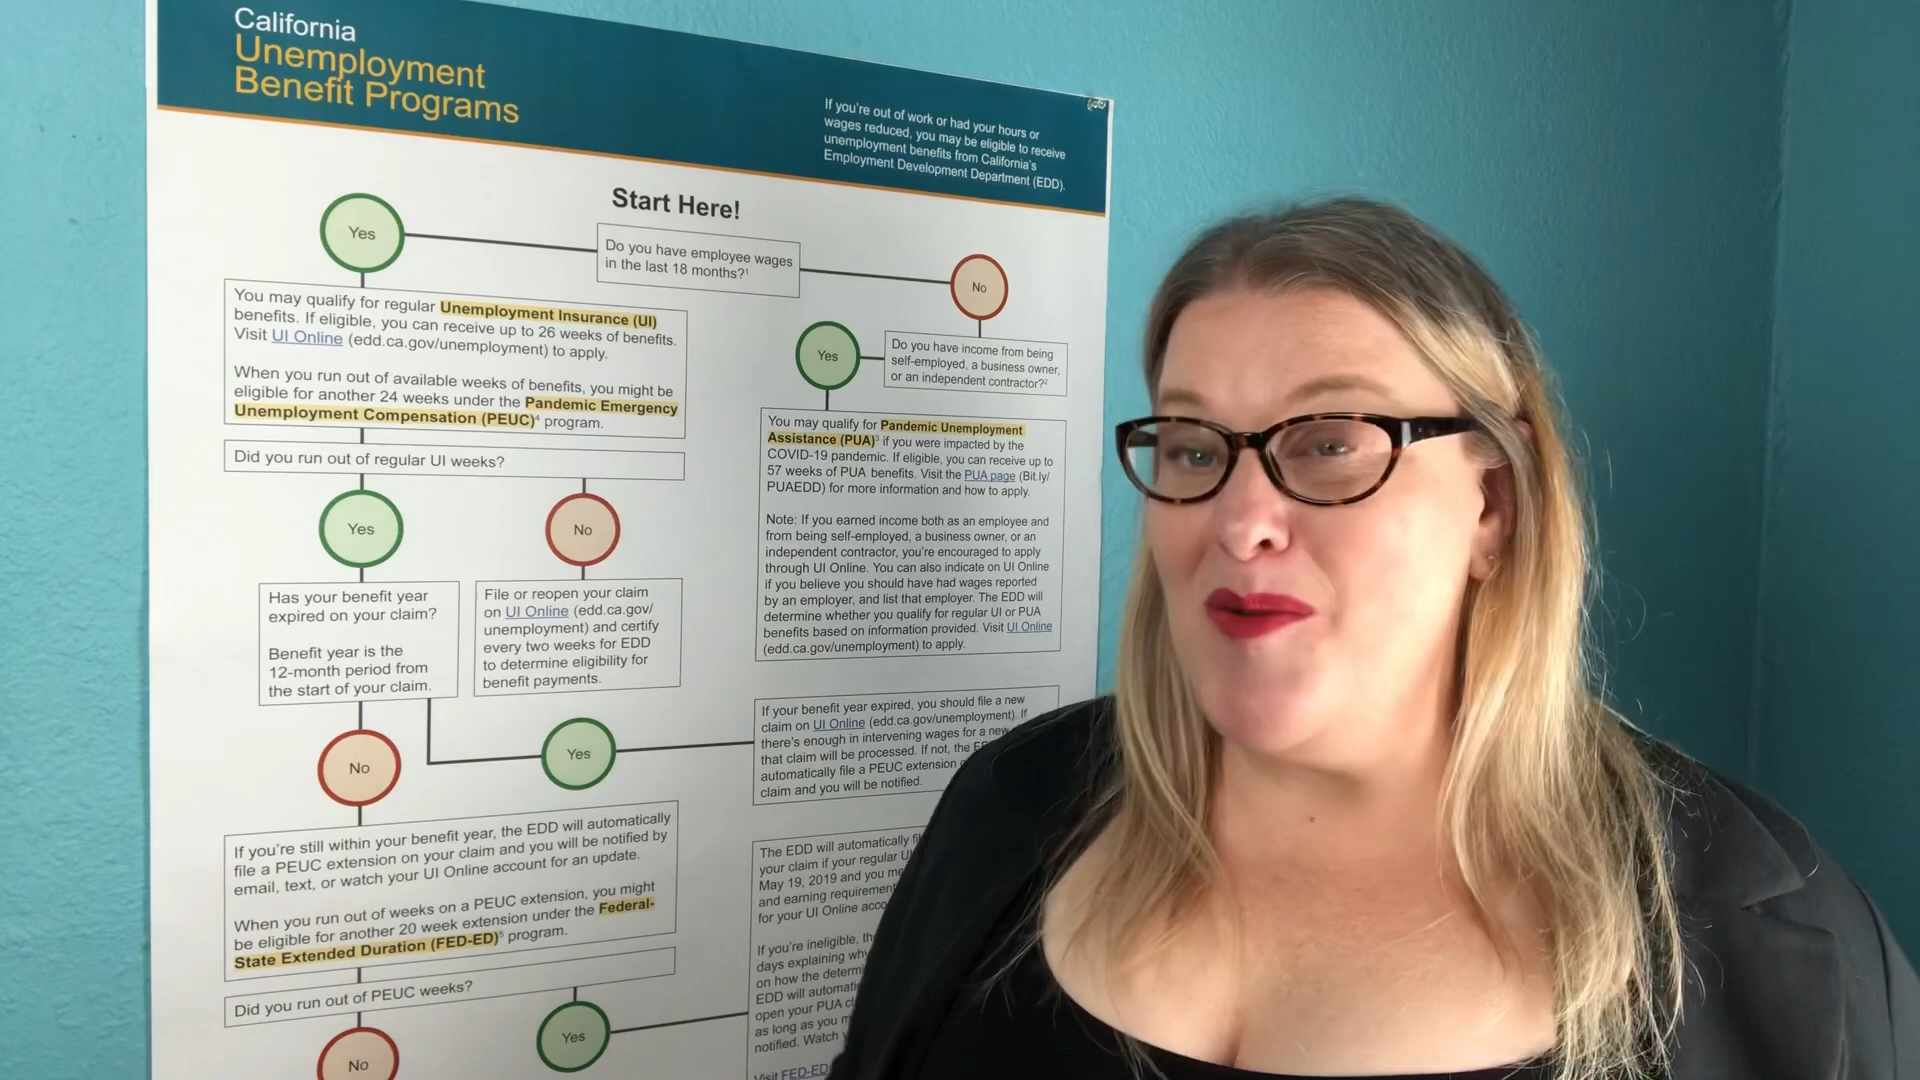 California
Unemployment
Benefit Programs
If you're out of work or had your hours or
wages reduced, you may be eligible to receive
unemployment benefits from California's
Employment Development Department (EDD).
Start Here!
Do you have employee wages
in the last 18 months?¹
Yes
No
You may qualify for regular Unemployment Insurance (UI)
benefits. If eligible, you can receive up to 26 weeks of benefits.
Visit UI Online (edd.ca.gov/unemployment) to apply.
When you run out of available weeks of benefits, you might be
eligible for another 24 weeks under the Pandemic Emergency
Unemployment Compensation (PEUC)⁴ program.
Did you run out of regular UI weeks?
Yes
No
Has your benefit year
expired on your claim?
Benefit year is the
12-month period from
the start of your claim.
File or reopen your claim
on UI Online (edd.ca.gov/
unemployment) and certify
every two weeks for EDD
to determine eligibility for
benefit payments.
No
Yes
If you're still within your benefit year, the EDD will automatically
file a PEUC extension on your claim and you will be notified by
email, text, or watch your UI Online account for an update.
When you run out of weeks on a PEUC extension, you might
be eligible for another 20 week extension under the Federal-
State Extended Duration (FED-ED)⁵ program.
Did you run out of PEUC weeks?
Yes
No
Do you have income from being
self-employed, a business owner,
or an independent contractor?²
Yes
You may qualify for Pandemic Unemployment
Assistance (PUA)³ if you were impacted by the
COVID-19 pandemic. If eligible, you can receive up to
57 weeks of PUA benefits. Visit the PUA page (Bit.ly/
PUAEDD) for more information and how to apply.
Note: If you earned income both as an employee and
from being self-employed, a business owner, or an
independent contractor, you're encouraged to apply
through UI Online. You can also indicate on UI Online
if you believe you should have had wages reported
by an employer, and list that employer. The EDD will
determine whether you qualify for regular UI or PUA
benefits based on information provided. Visit UI Online
(edd.ca.gov/unemployment) to apply.
If your benefit year expired, you should file a new
claim on UI Online (edd.ca.gov/unemployment). If
there's enough in intervening wages for a new
that claim will be processed. If not, the
automatically file a PEUC extension
claim and you will be notified.
The EDD will automatically
your claim if your regular
May 19, 2019 and you
and earning
for your UI Online
If you're ineligible,
days explaining why
on how the
EDD will
open your PUA
as long as you
notified. Watch
Visit FED-ED